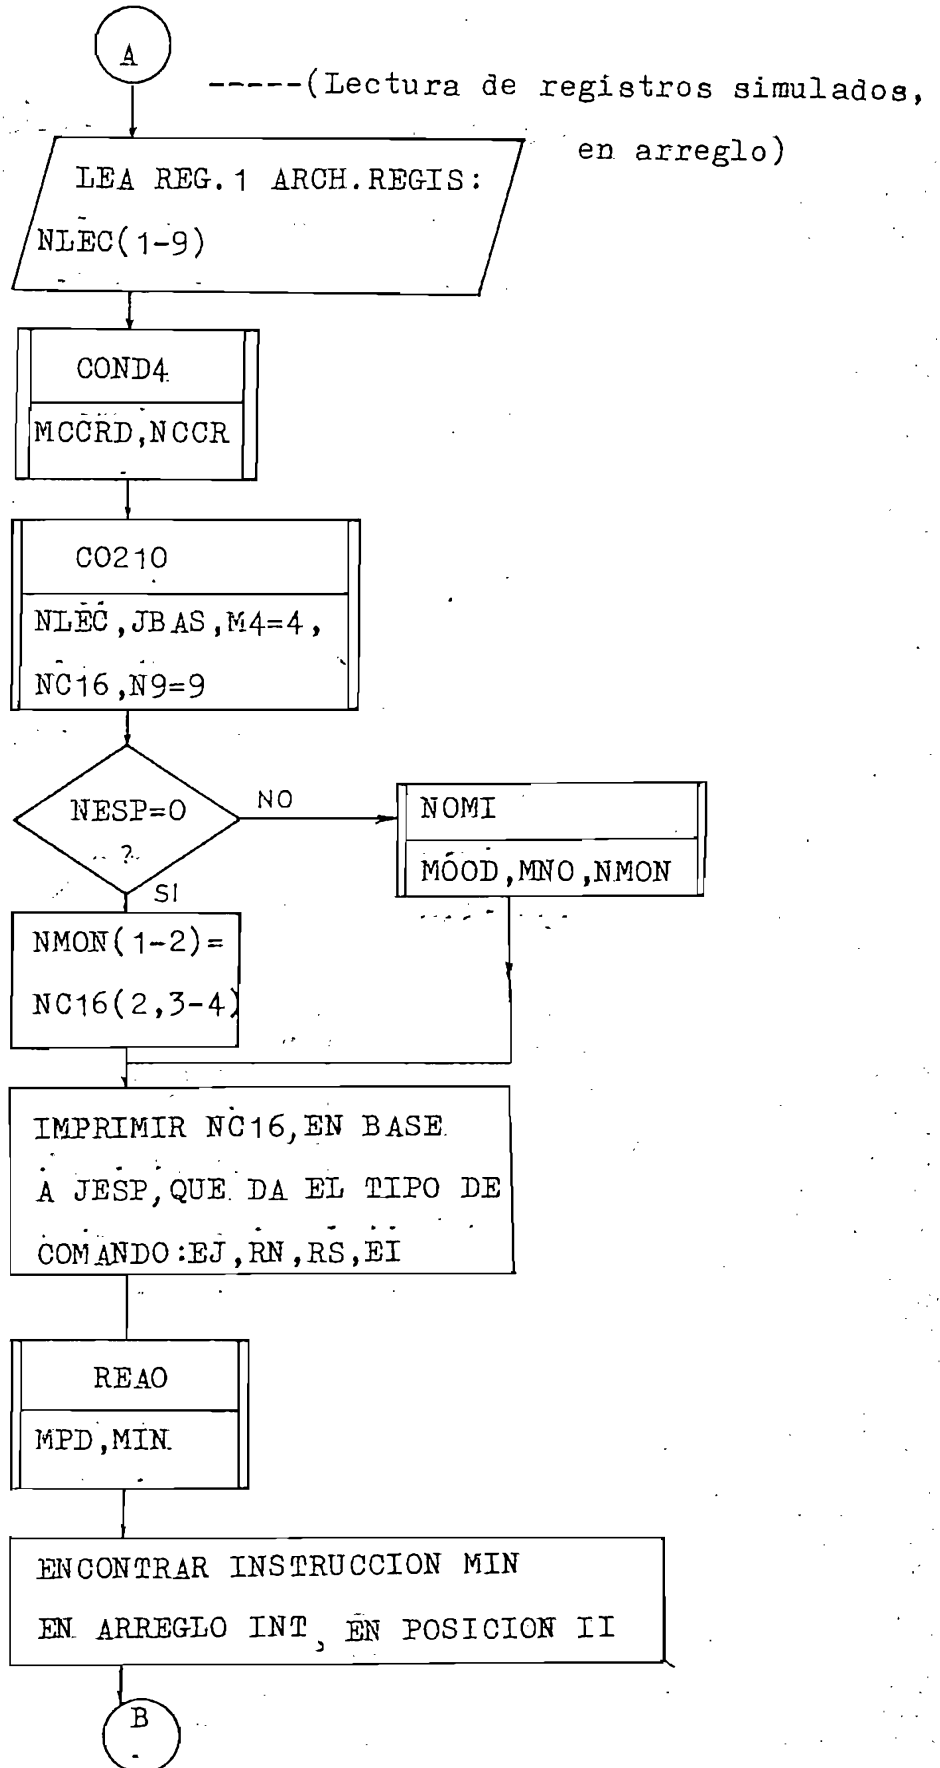 A
-----(Lectura de registros simulados,
en arreglo)
LEA REG.1 ARCH.REGIS:
NLEC(1-9)
COND4
MCCRD,NCCR
CO210
NLEC,JBAS,M4=4,
NC16,N9=9
NESP=0
?
NO
SI
NOMI
MOOD,MNO,NMON
NMON(1-2)=
NC16(2,3-4)
IMPRIMIR NC16,EN BASE
A JESP,QUE DA EL TIPO DE
COMANDO:EJ,RN,RS,EI
REAO
MPD,MIN
ENCONTRAR INSTRUCCION MIN
EN ARREGLO INT, EN POSICION II
B